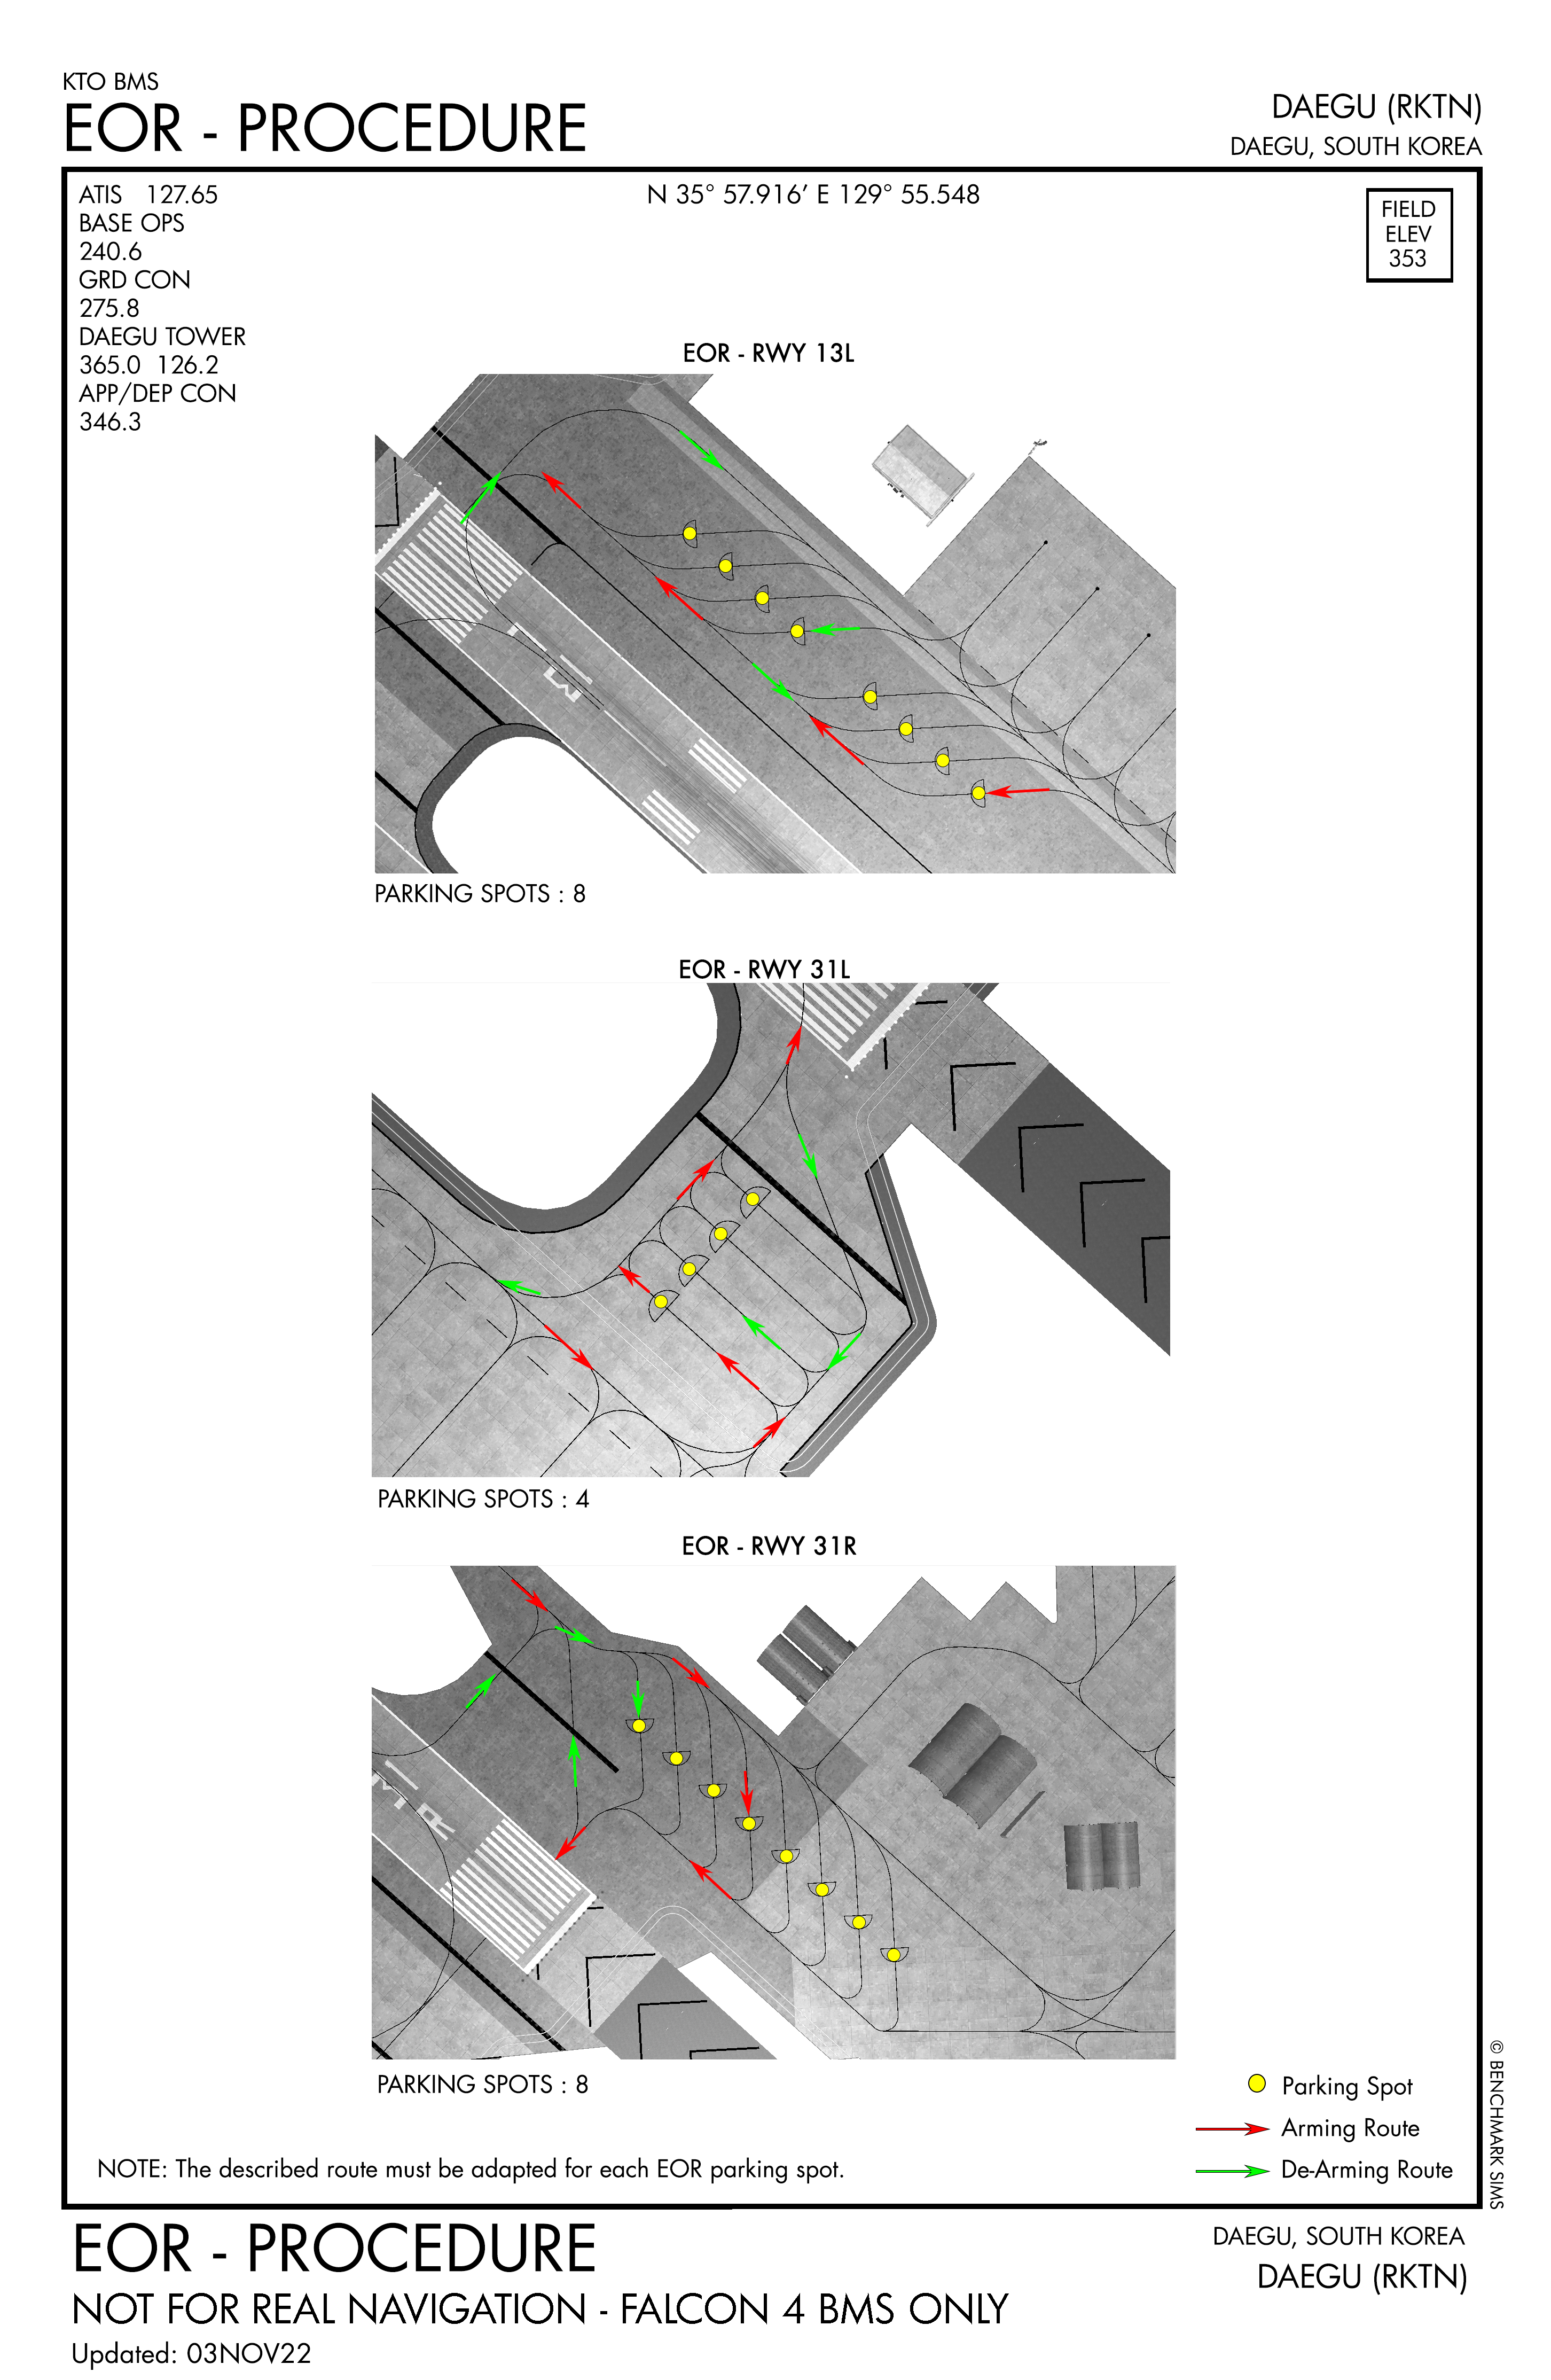 KTO BMS
EOR - PROCEDURE
DAEGU (RKTN)
DAEGU, SOUTH KOREA
ATIS 127.65
BASE OPS
240.6
GRD CON
275.8
DAEGU TOWER
365.0 126.2
APP/DEP CON
346.3
N 35° 57.916’ E 129° 55.548
FIELD
ELEV
353
EOR - RWY 13L
13L
PARKING SPOTS : 8
EOR - RWY 31L
PARKING SPOTS : 4
EOR - RWY 31R
31R
PARKING SPOTS : 8
Parking Spot
Arming Route
De-Arming Route
NOTE: The described route must be adapted for each EOR parking spot.
© BENCHMARK SIMS
EOR - PROCEDURE
DAEGU, SOUTH KOREA
DAEGU (RKTN)
NOT FOR REAL NAVIGATION - FALCON 4 BMS ONLY
Updated: 03NOV22